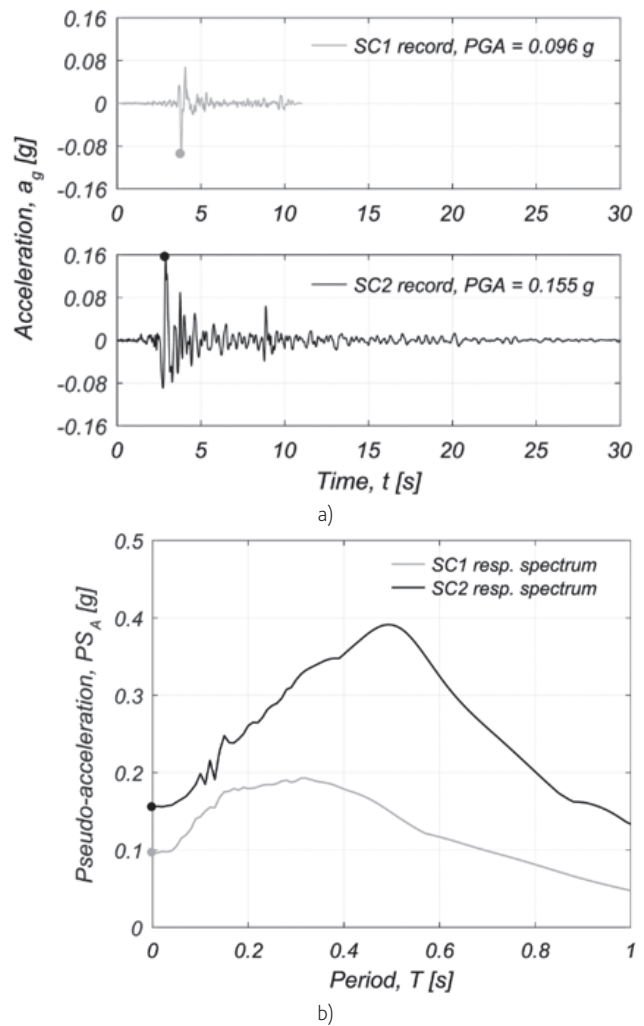 0.16
SC1 record, PGA = 0.096 g
0.08
0
-0.08
-0.16
0 5 10 15 20 25 30
Acceleration, a_g [g]
0.16
SC2 record, PGA = 0.155 g
0.08
0
-0.08
-0.16
0 5 10 15 20 25 30
Time, t [s]
a)
0.5
SC1 resp. spectrum
SC2 resp. spectrum
0.4
0.3
0.2
0.1
0
Pseudo-acceleration, PS_A [g]
0 0.2 0.4 0.6 0.8 1
Period, T [s]
b)